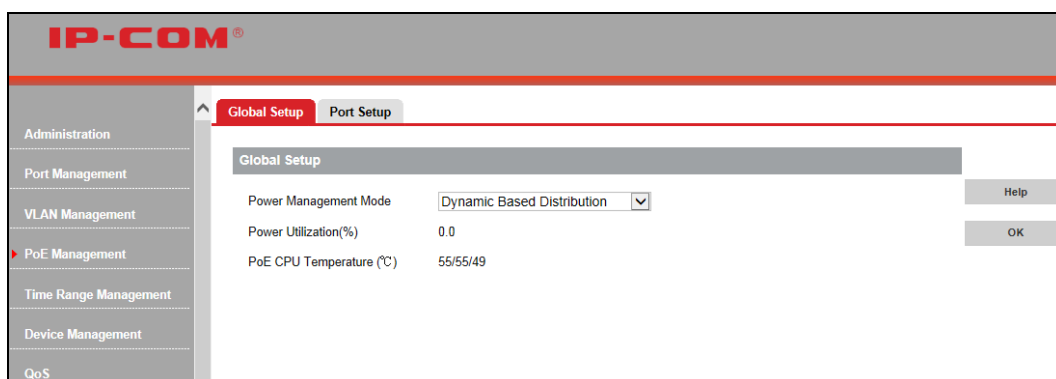 IP-COM®
Global Setup Port Setup
Administration
Port Management
VLAN Management
PoE Management
Time Range Management
Device Management
QoS
Global Setup
Power Management Mode Dynamic Based Distribution
Power Utilization(%) 0.0
PoE CPU Temperature (℃) 55/55/49
Help
OK